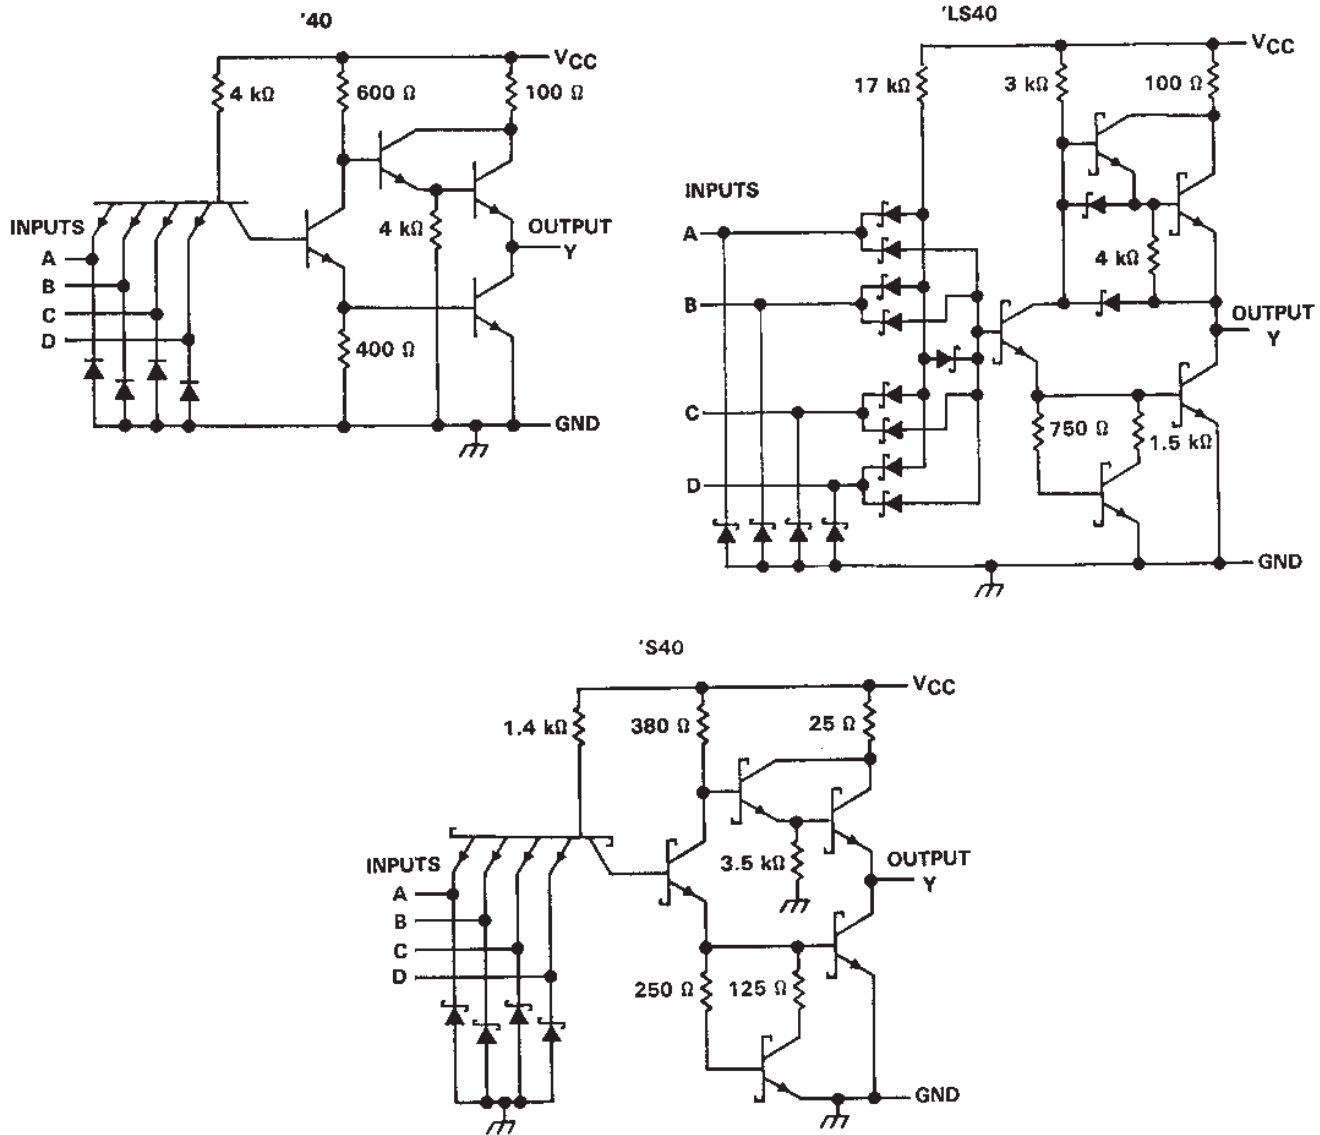 '40
VCC
4 kΩ
600 Ω
100 Ω
INPUTS
A
B
C
D
4 kΩ
OUTPUT
Y
400 Ω
GND
'LS40
VCC
17 kΩ
3 kΩ
100 Ω
INPUTS
A
B
C
D
4 kΩ
OUTPUT
Y
750 Ω
1.5 kΩ
GND
'S40
VCC
1.4 kΩ
380 Ω
25 Ω
INPUTS
A
B
C
D
3.5 kΩ
OUTPUT
Y
250 Ω
125 Ω
GND